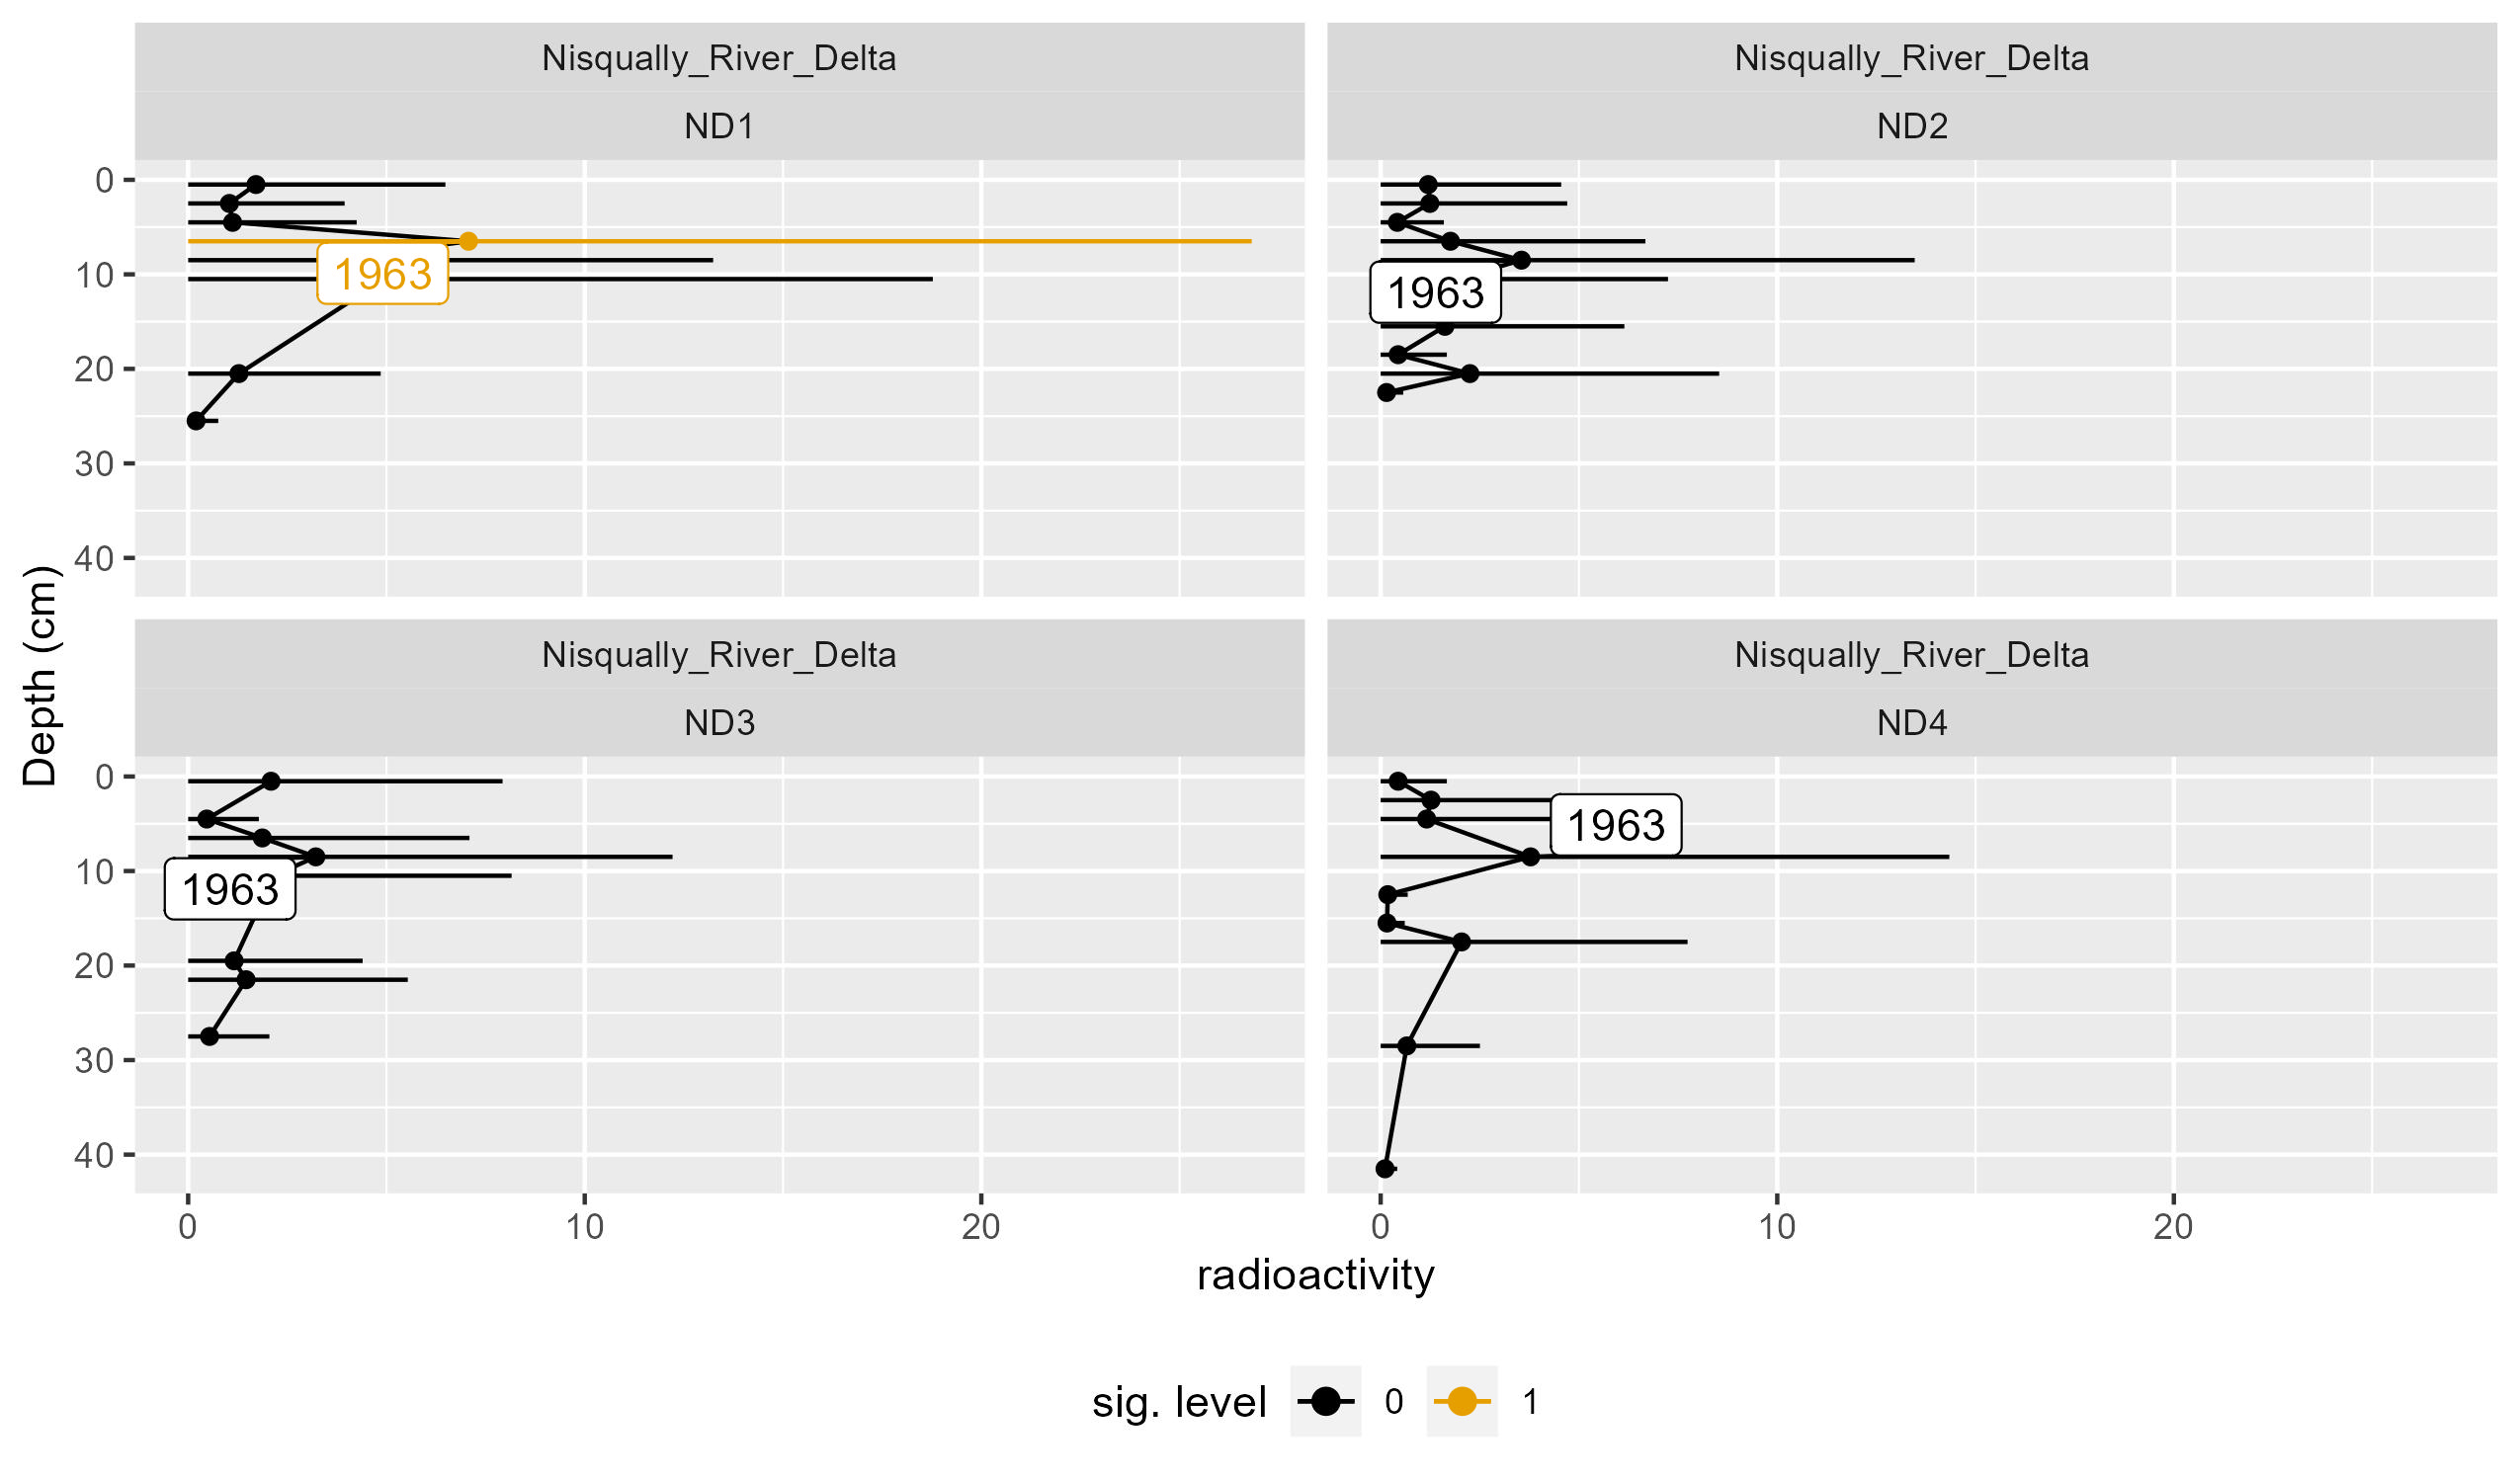 Nisqually_River_Delta
ND1
Nisqually_River_Delta
ND2
0
10
20
30
40
1963
1963
Nisqually_River_Delta
ND3
Nisqually_River_Delta
ND4
0
10
20
30
40
1963
1963
Depth (cm)
0 10 20 0 10 20
radioactivity
sig. level 0 1